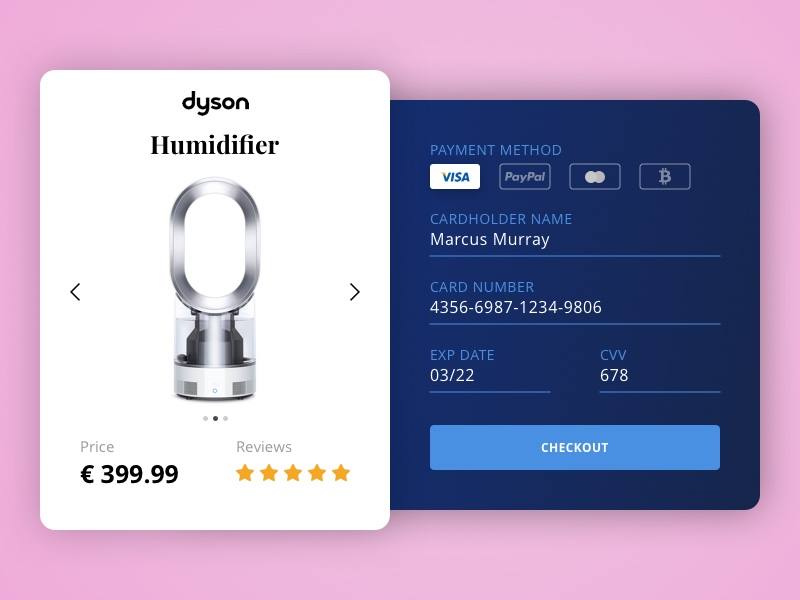 dyson
Humidifier
Price
Reviews
€ 399.99
PAYMENT METHOD
VISA PayPal
CARDHOLDER NAME
Marcus Murray
CARD NUMBER
4356-6987-1234-9806
EXP DATE CVV
03/22 678
CHECKOUT